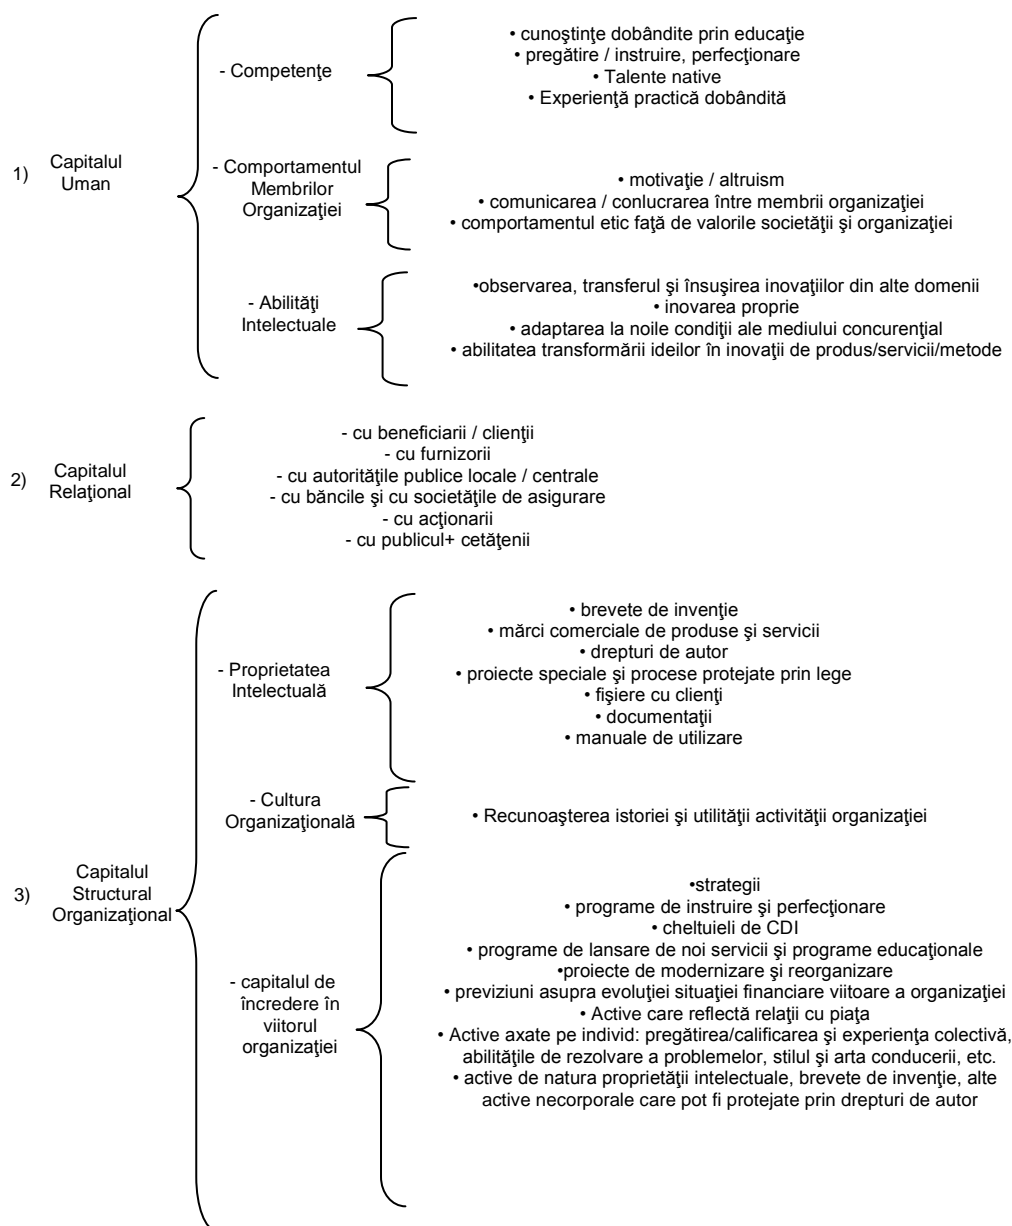 1) Capitalul
Uman
- Competenţe
• cunoştinţe dobândite prin educaţie
• pregătire / instruire, perfecţionare
• Talente native
• Experienţă practică dobândită
- Comportamentul
Membrilor
Organizaţiei
• motivaţie / altruism
• comunicarea / conlucrarea între membrii organizaţiei
• comportamentul etic faţă de valorile societăţii şi organizaţiei
- Abilităţi
Intelectuale
•observarea, transferul şi însuşirea inovaţiilor din alte domenii
• inovarea proprie
• adaptarea la noile condiţii ale mediului concurenţial
• abilitatea transformării ideilor în inovaţii de produs/servicii/metode
2) Capitalul
Relaţional
- cu beneficiarii / clienţii
- cu furnizorii
- cu autorităţile publice locale / centrale
- cu băncile şi cu societăţile de asigurare
- cu acţionarii
- cu publicul+ cetăţenii
3) Capitalul
Structural
Organizaţional
- Proprietatea
Intelectuală
• brevete de invenţie
• mărci comerciale de produse şi servicii
• drepturi de autor
• proiecte speciale şi procese protejate prin lege
• fişiere cu clienţi
• documentaţii
• manuale de utilizare
- Cultura
Organizaţională
• Recunoaşterea istoriei şi utilităţii activităţii organizaţiei
- capitalul de
încredere în
viitorul
organizaţiei
•strategii
• programe de instruire şi perfecţionare
• cheltuieli de CDI
• programe de lansare de noi servicii şi programe educaţionale
•proiecte de modernizare şi reorganizare
• previziuni asupra evoluţiei situaţiei financiare viitoare a organizaţiei
• Active care reflectă relaţii cu piaţa
• Active axate pe individ: pregătirea/calificarea şi experienţa colectivă,
abilităţile de rezolvare a problemelor, stilul şi arta conducerii, etc.
• active de natura proprietăţii intelectuale, brevete de invenţie, alte
active necorporale care pot fi protejate prin drepturi de autor